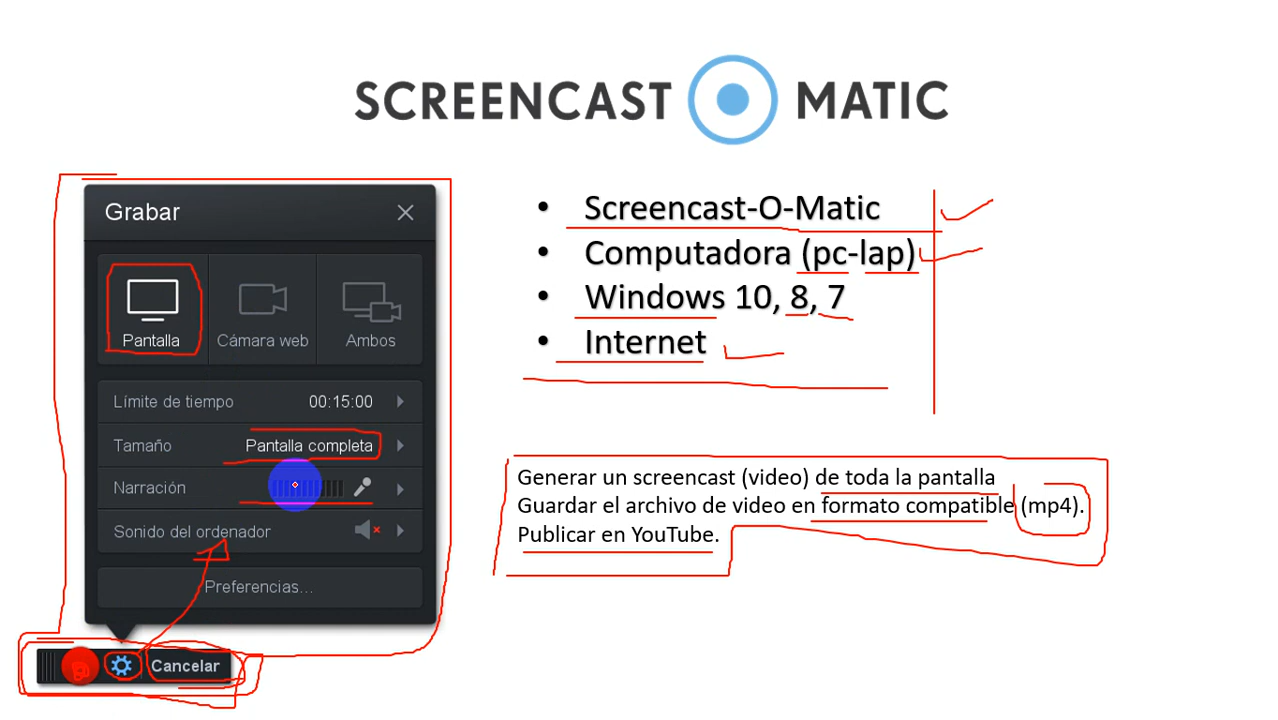 SCREENCAST MATIC
Grabar
Pantalla Cámara web Ambos
Límite de tiempo 00:15:00
Tamaño Pantalla completa
Narración
Sonido del ordenador
Preferencias...
Cancelar
• Screencast-O-Matic
• Computadora (pc-lap)
• Windows 10, 8, 7
• Internet
Generar un screencast (video) de toda la pantalla
Guardar el archivo de video en formato compatible (mp4).
Publicar en YouTube.